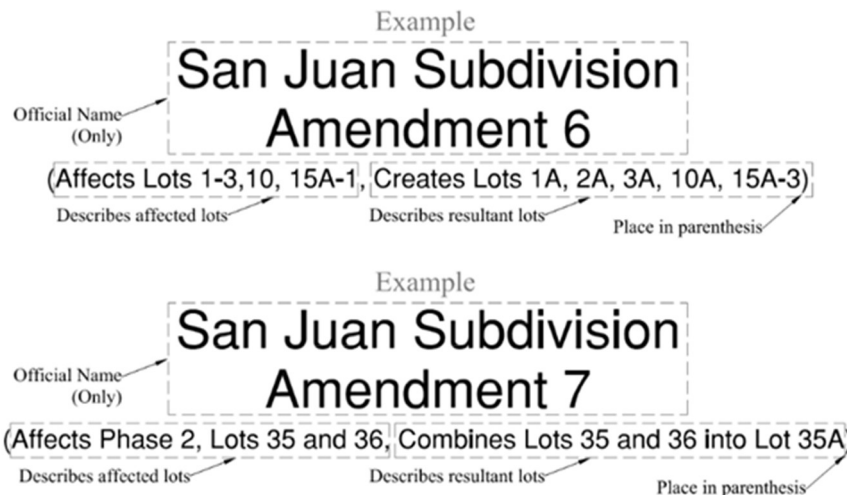 Example
San Juan Subdivision
Official Name
(Only)
Amendment 6
(Affects Lots 1-3,10, 15A-1, Creates Lots 1A, 2A, 3A, 10A, 15A-3)
Describes affected lots
Describes resultant lots
Place in parenthesis
Example
San Juan Subdivision
Official Name
(Only)
Amendment 7
(Affects Phase 2, Lots 35 and 36, Combines Lots 35 and 36 into Lot 35A)
Describes affected lots
Describes resultant lots
Place in parenthesis